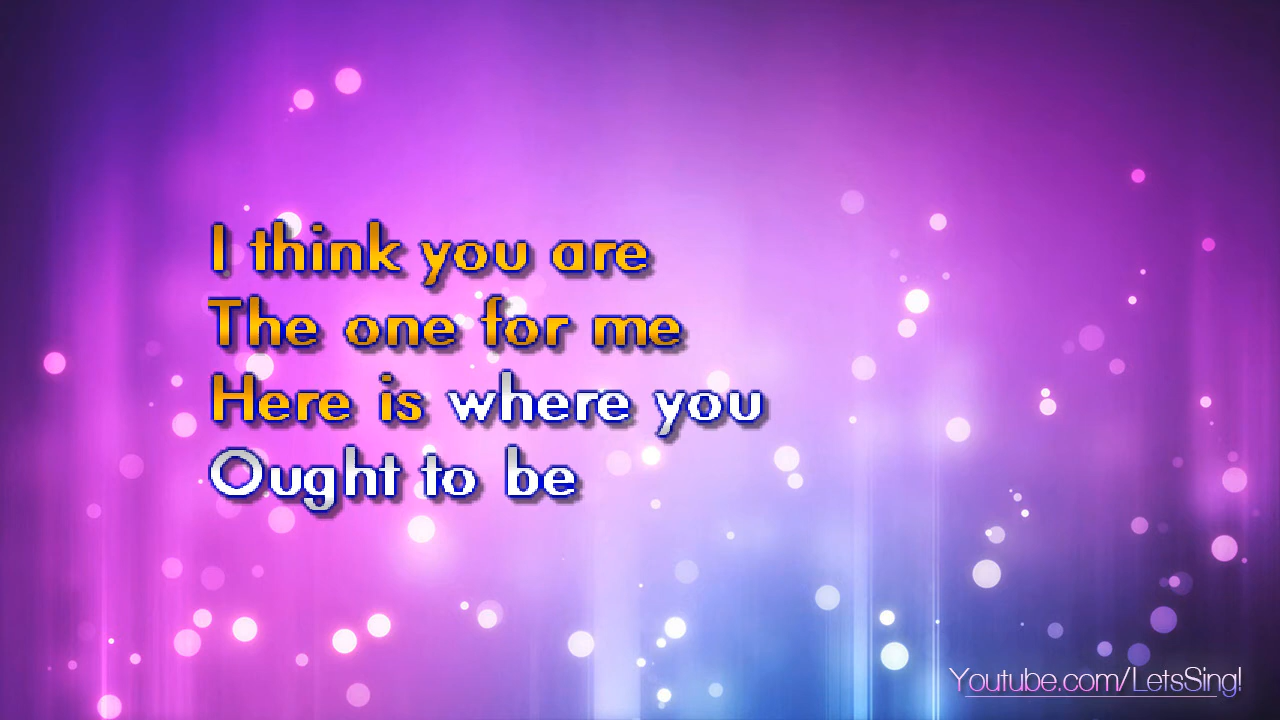 I think you are
The one for me
Here is where you
Ought to be
Youtube.com/LetsSing!